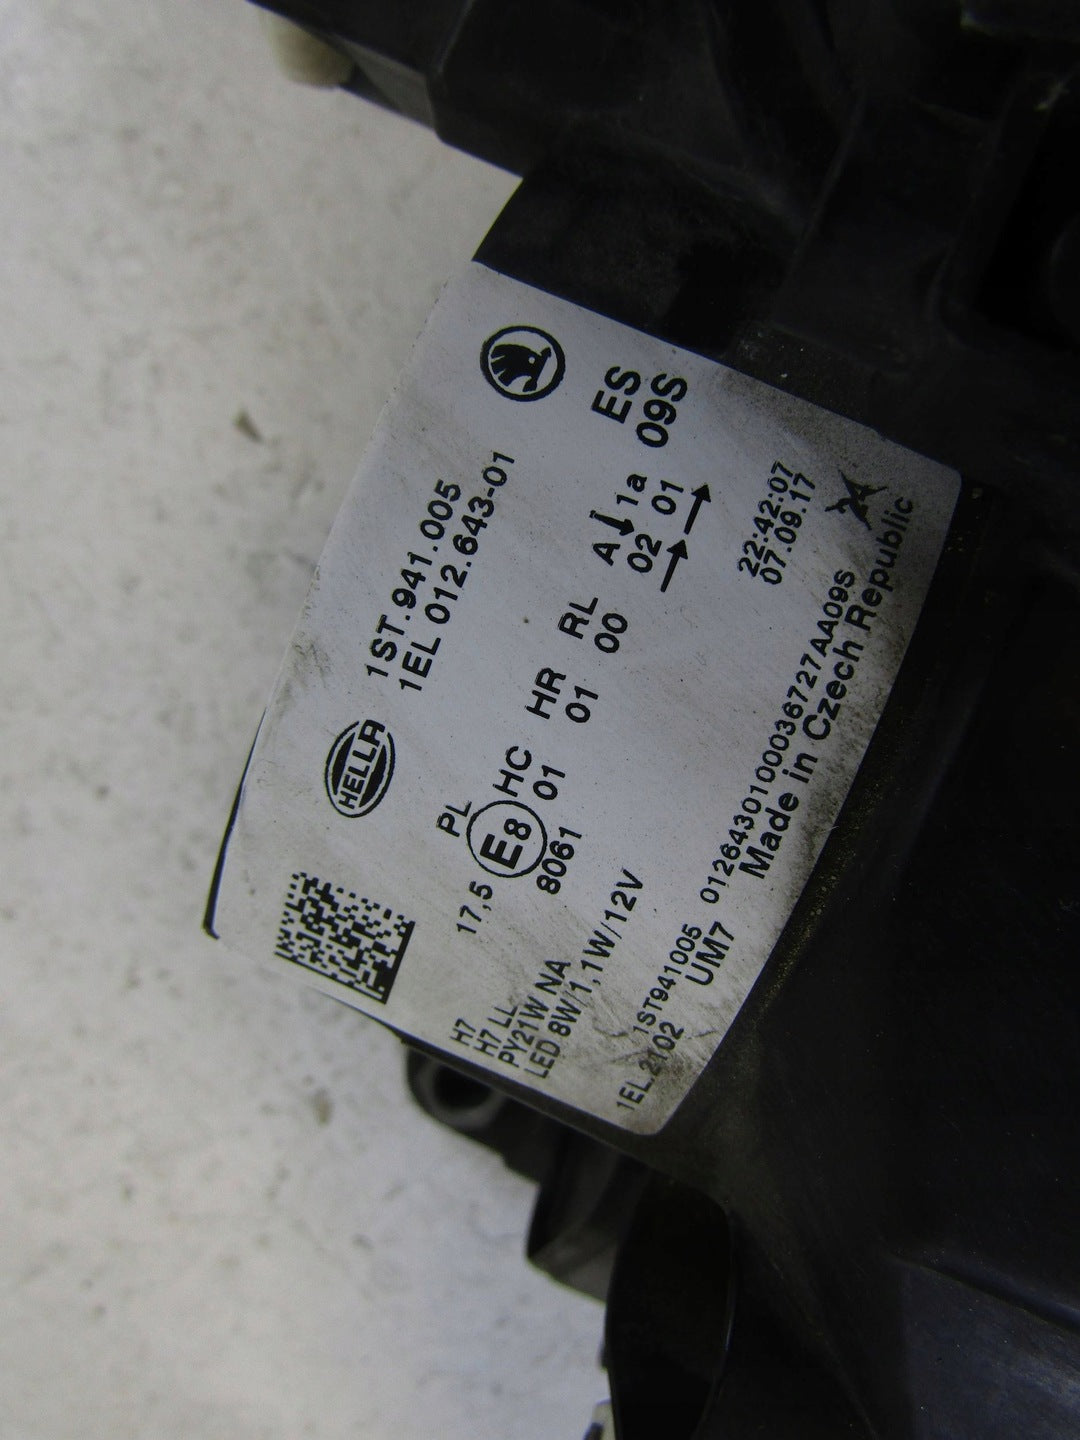 1ST.941.005
1EL 012.643-01
HELLA
ES
09S
PL
17,5
E8
HC HR RL A 1a
01 01 00 02 01
8061
H7
H7 LL
PY21W NA
LED 8W/1,1W/12V
22:42:07
07.09.17
24
1ST941005 0126430100036727AA09S
1EL.2102 UM7 Made in Czech Republic